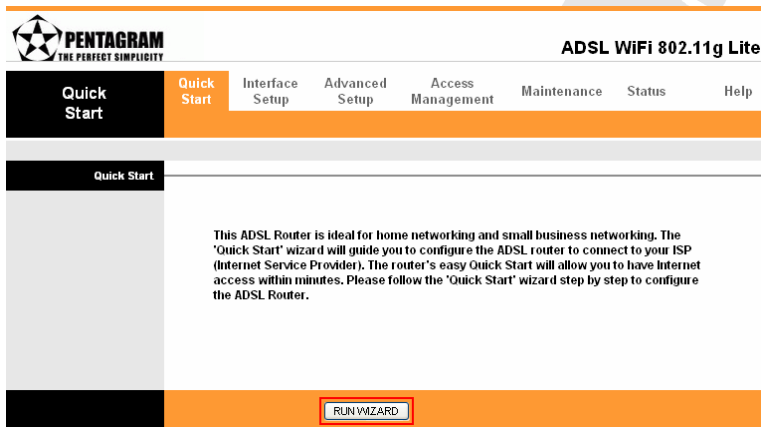 PENTAGRAM
THE PERFECT SIMPLICITY
ADSL WiFi 802.11g Lite
Quick
Start
Quick
Start
Interface
Setup
Advanced
Setup
Access
Management
Maintenance
Status
Help
Quick Start
This ADSL Router is ideal for home networking and small business networking. The
'Quick Start' wizard will guide you to configure the ADSL router to connect to your ISP
(Internet Service Provider). The router's easy Quick Start will allow you to have Internet
access within minutes. Please follow the 'Quick Start' wizard step by step to configure
the ADSL Router.
RUN WIZARD